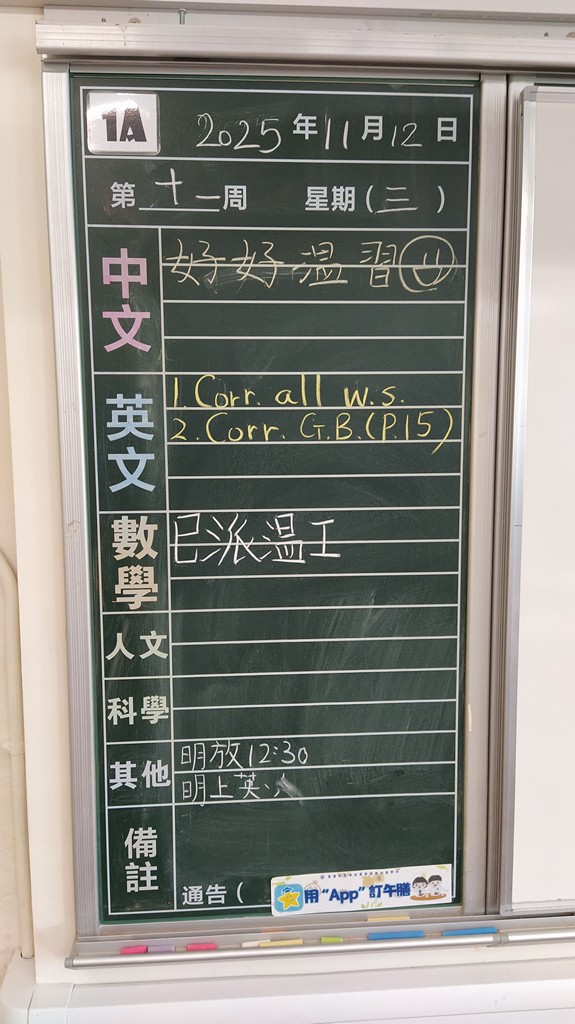 1A
2025年11月12日
第十一周 星期(三)
中文
好好温習
英文
1. Corr. all w.s.
2. Corr. G.B. (P.15)
數學
已派温工
人文
科學
其他
明放12:30
明上英
備註
通告(
用“App”訂午膳